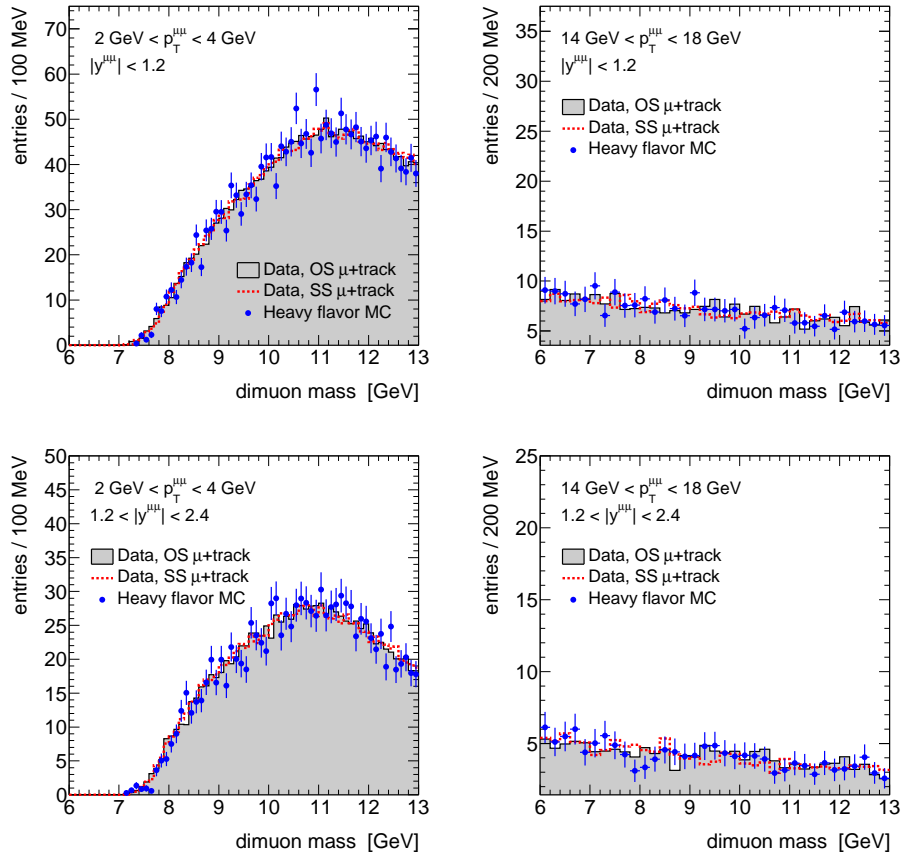 entries / 100 MeV
70
60
50
40
30
20
10
0
2 GeV < p_T^μμ < 4 GeV
|y^μμ| < 1.2
Data, OS μ+track
Data, SS μ+track
Heavy flavor MC
6 7 8 9 10 11 12 13
dimuon mass [GeV]
entries / 200 MeV
35
30
25
20
15
10
5
14 GeV < p_T^μμ < 18 GeV
|y^μμ| < 1.2
Data, OS μ+track
Data, SS μ+track
Heavy flavor MC
6 7 8 9 10 11 12 13
dimuon mass [GeV]
entries / 100 MeV
50
45
40
35
30
25
20
15
10
5
0
2 GeV < p_T^μμ < 4 GeV
1.2 < |y^μμ| < 2.4
Data, OS μ+track
Data, SS μ+track
Heavy flavor MC
6 7 8 9 10 11 12 13
dimuon mass [GeV]
entries / 200 MeV
25
20
15
10
5
14 GeV < p_T^μμ < 18 GeV
1.2 < |y^μμ| < 2.4
Data, OS μ+track
Data, SS μ+track
Heavy flavor MC
6 7 8 9 10 11 12 13
dimuon mass [GeV]